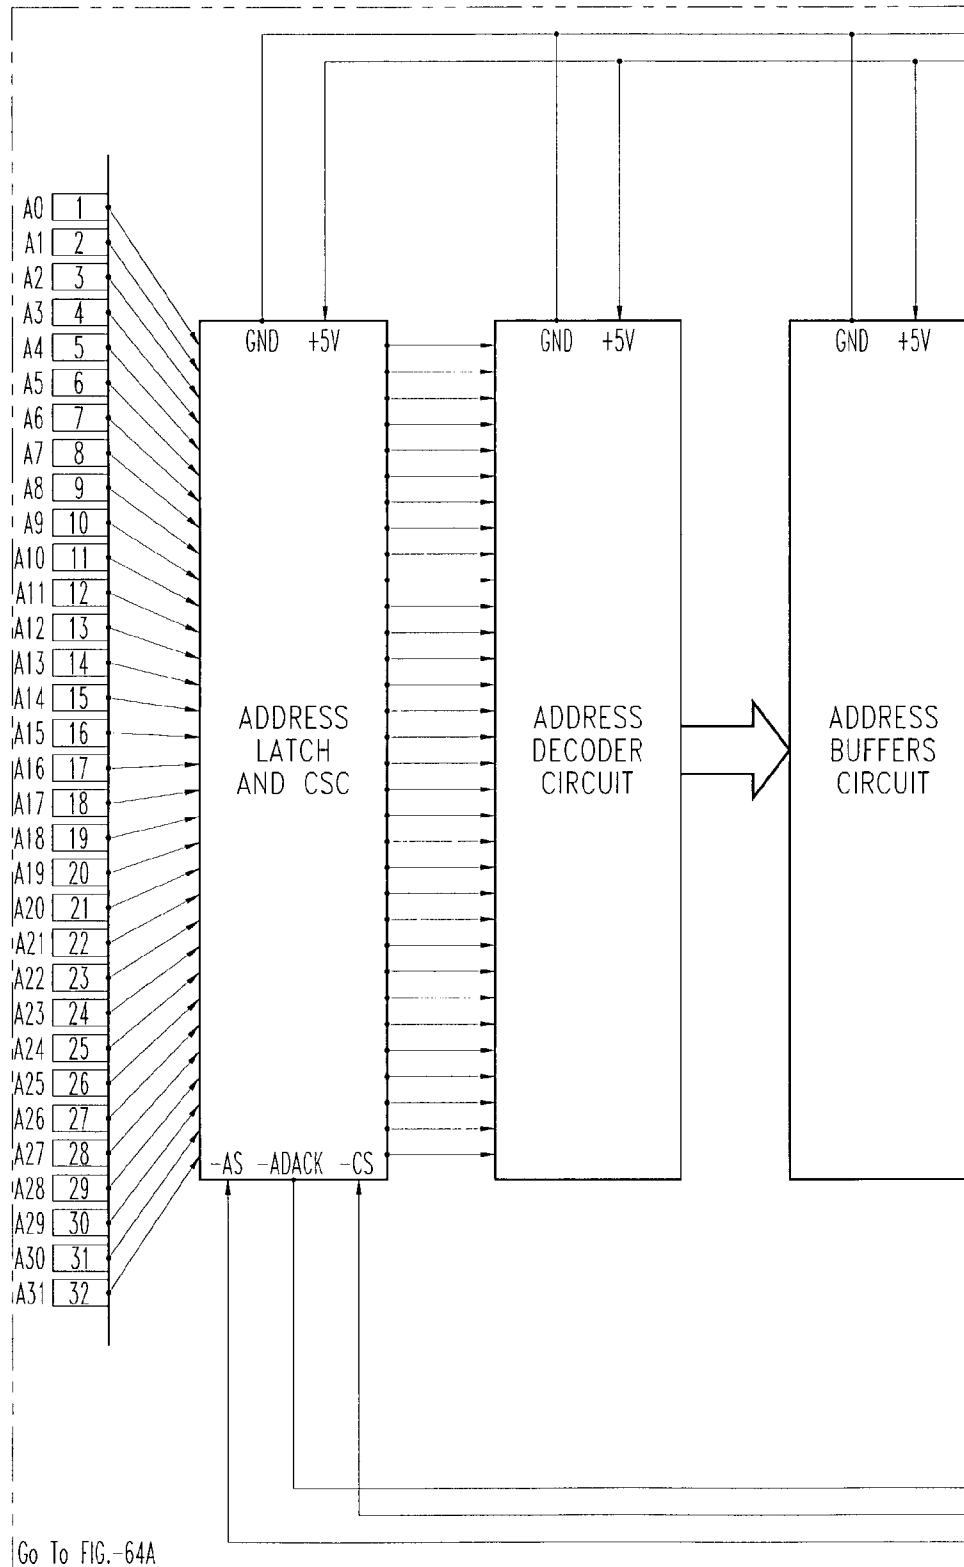 A0 1
A1 2
A2 3
A3 4
A4 5
A5 6
A6 7
A7 8
A8 9
A9 10
A10 11
A11 12
A12 13
A13 14
A14 15
A15 16
A16 17
A17 18
A18 19
A19 20
A20 21
A21 22
A22 23
A23 24
A24 25
A25 26
A26 27
A27 28
A28 29
A29 30
A30 31
A31 32
GND +5V
ADDRESS
LATCH
AND CSC
-AS -ADACK -CS
GND +5V
ADDRESS
DECODER
CIRCUIT
GND +5V
ADDRESS
BUFFERS
CIRCUIT
Go To FIG.-64A